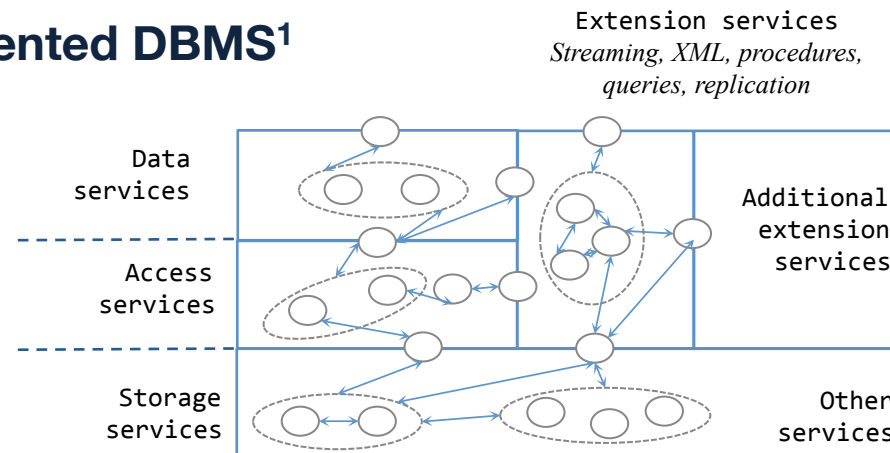 ented DBMS¹
Extension services
Streaming, XML, procedures,
queries, replication
Data
services
Additional
extension
services
Access
services
Storage
services
Other
services